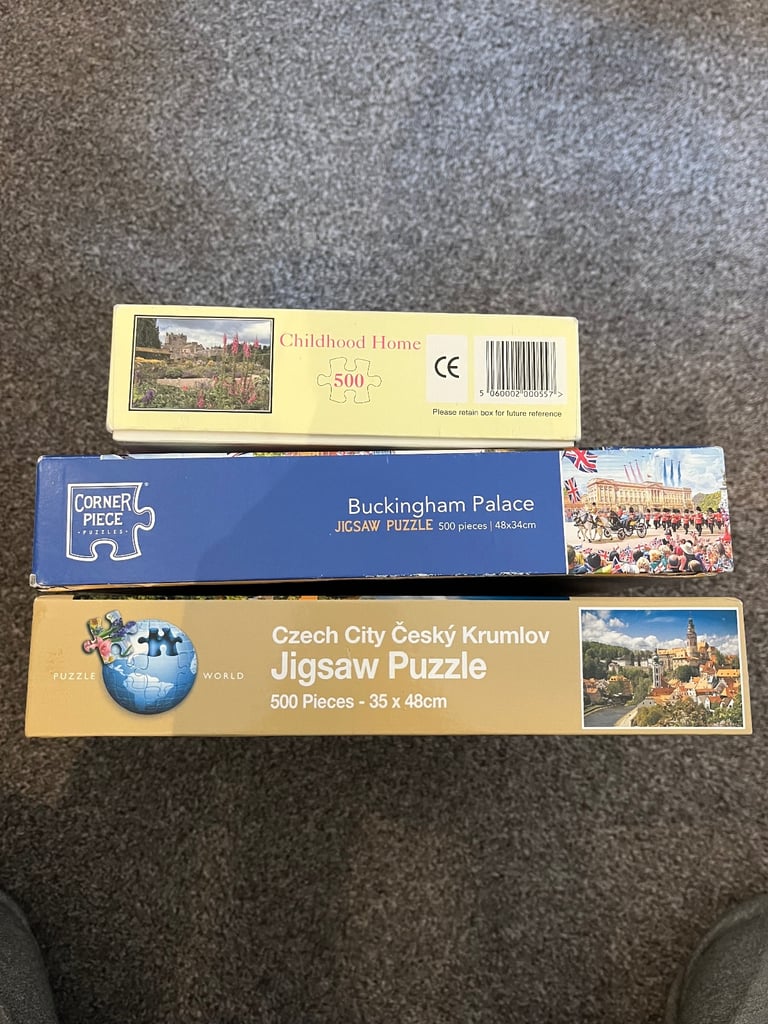 Childhood Home
500
CE
5 060002 000557 >
Please retain box for future reference
CORNER
PIECE
- PUZZLES -
Buckingham Palace
JIGSAW PUZZLE 500 pieces | 48x34cm
PUZZLE WORLD
Czech City Český Krumlov
Jigsaw Puzzle
500 Pieces - 35 x 48cm